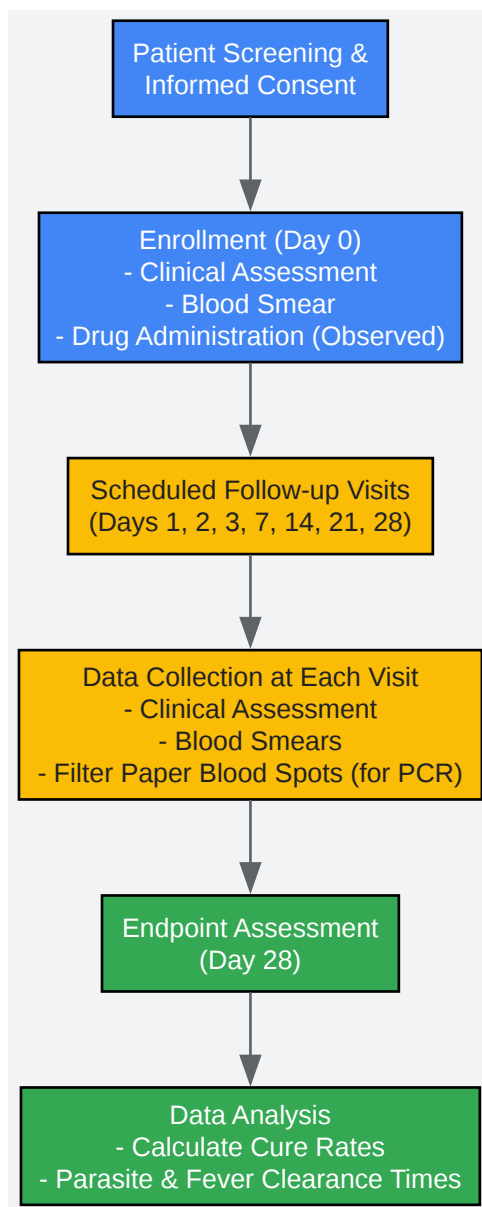 Patient Screening &
Informed Consent
Enrollment (Day 0)
- Clinical Assessment
- Blood Smear
- Drug Administration (Observed)
Scheduled Follow-up Visits
(Days 1, 2, 3, 7, 14, 21, 28)
Data Collection at Each Visit
- Clinical Assessment
- Blood Smears
- Filter Paper Blood Spots (for PCR)
Endpoint Assessment
(Day 28)
Data Analysis
- Calculate Cure Rates
- Parasite & Fever Clearance Times